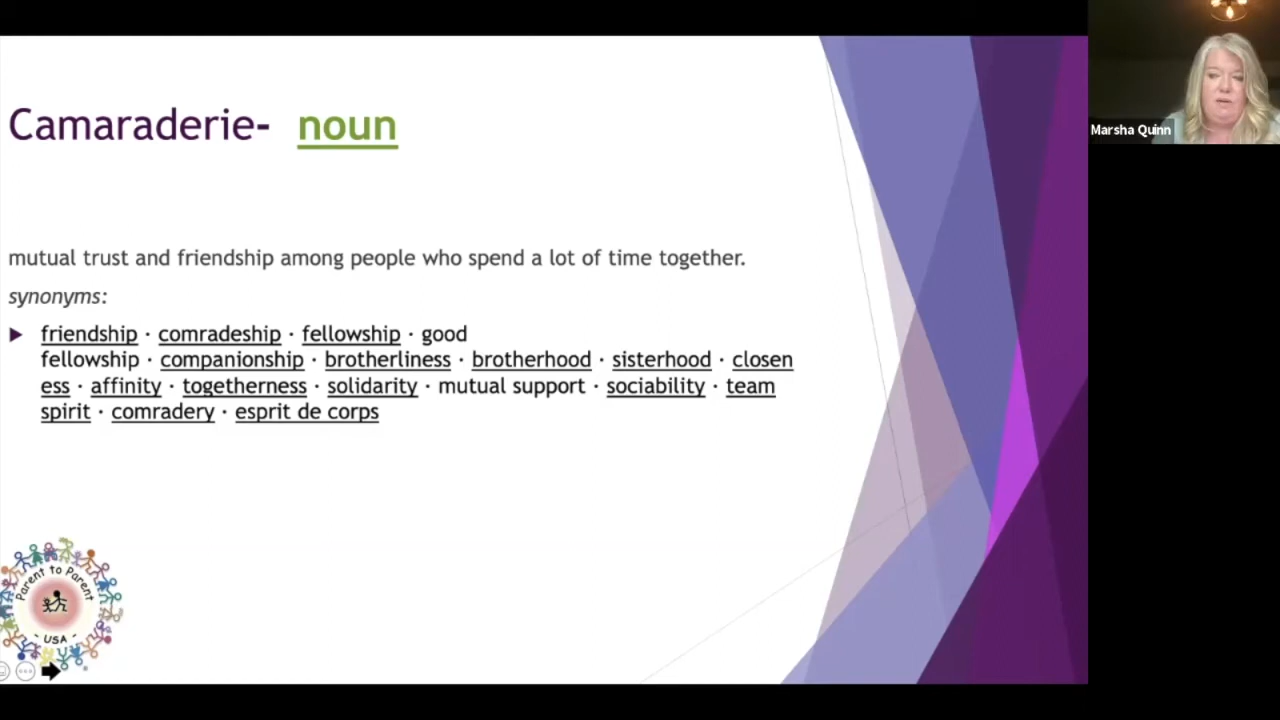 Camaraderie- noun
Marsha Quinn
mutual trust and friendship among people who spend a lot of time together.
synonyms:
friendship · comradeship · fellowship · good
fellowship · companionship · brotherliness · brotherhood · sisterhood · closen
ess · affinity · togetherness · solidarity · mutual support · sociability · team
spirit · comradery · esprit de corps
Parent to Parent
- USA -